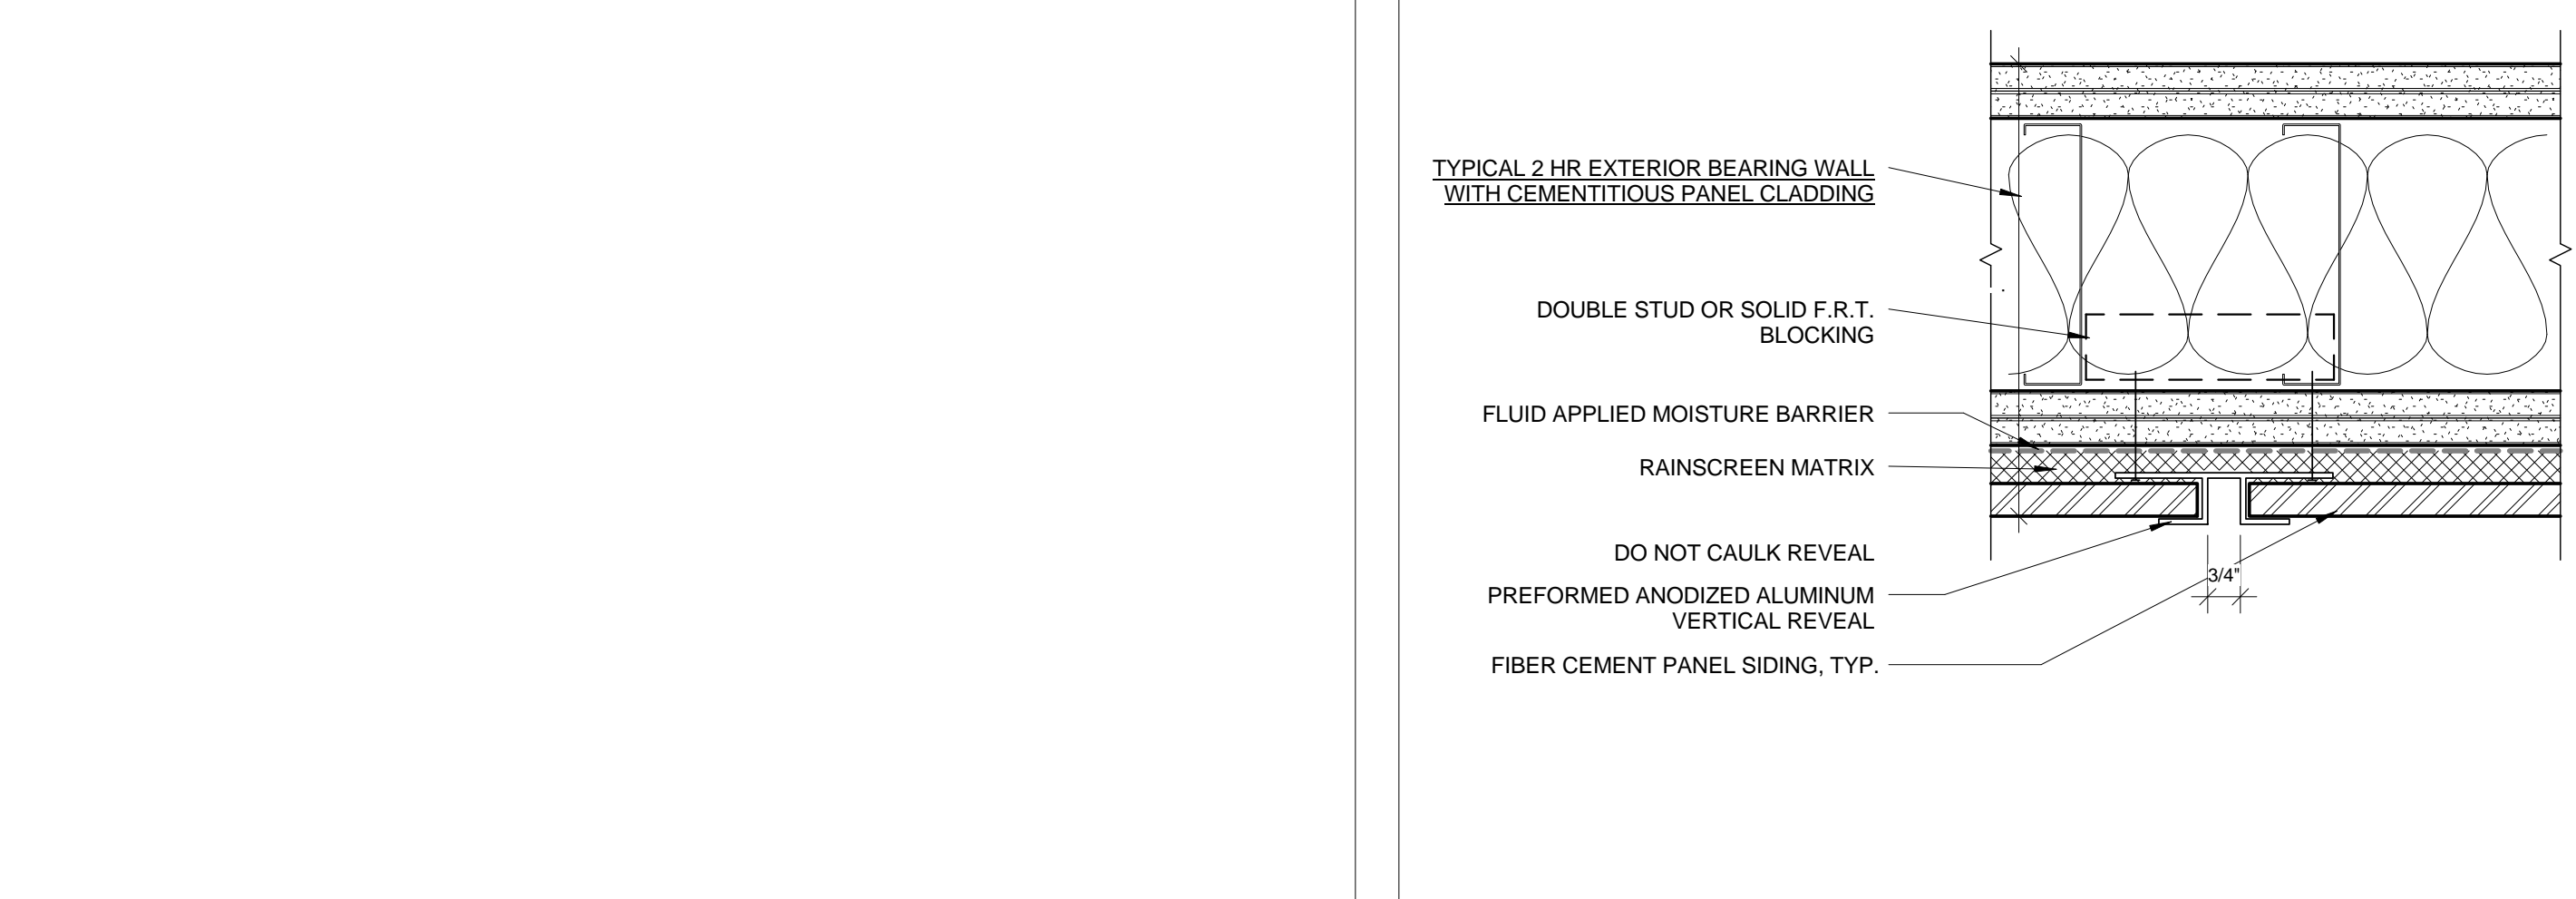 TYPICAL 2 HR EXTERIOR BEARING WALL
WITH CEMENTITIOUS PANEL CLADDING
DOUBLE STUD OR SOLID F.R.T.
BLOCKING
FLUID APPLIED MOISTURE BARRIER
RAINSCREEN MATRIX
DO NOT CAULK REVEAL
3/4"
PREFORMED ANODIZED ALUMINUM
VERTICAL REVEAL
FIBER CEMENT PANEL SIDING, TYP.